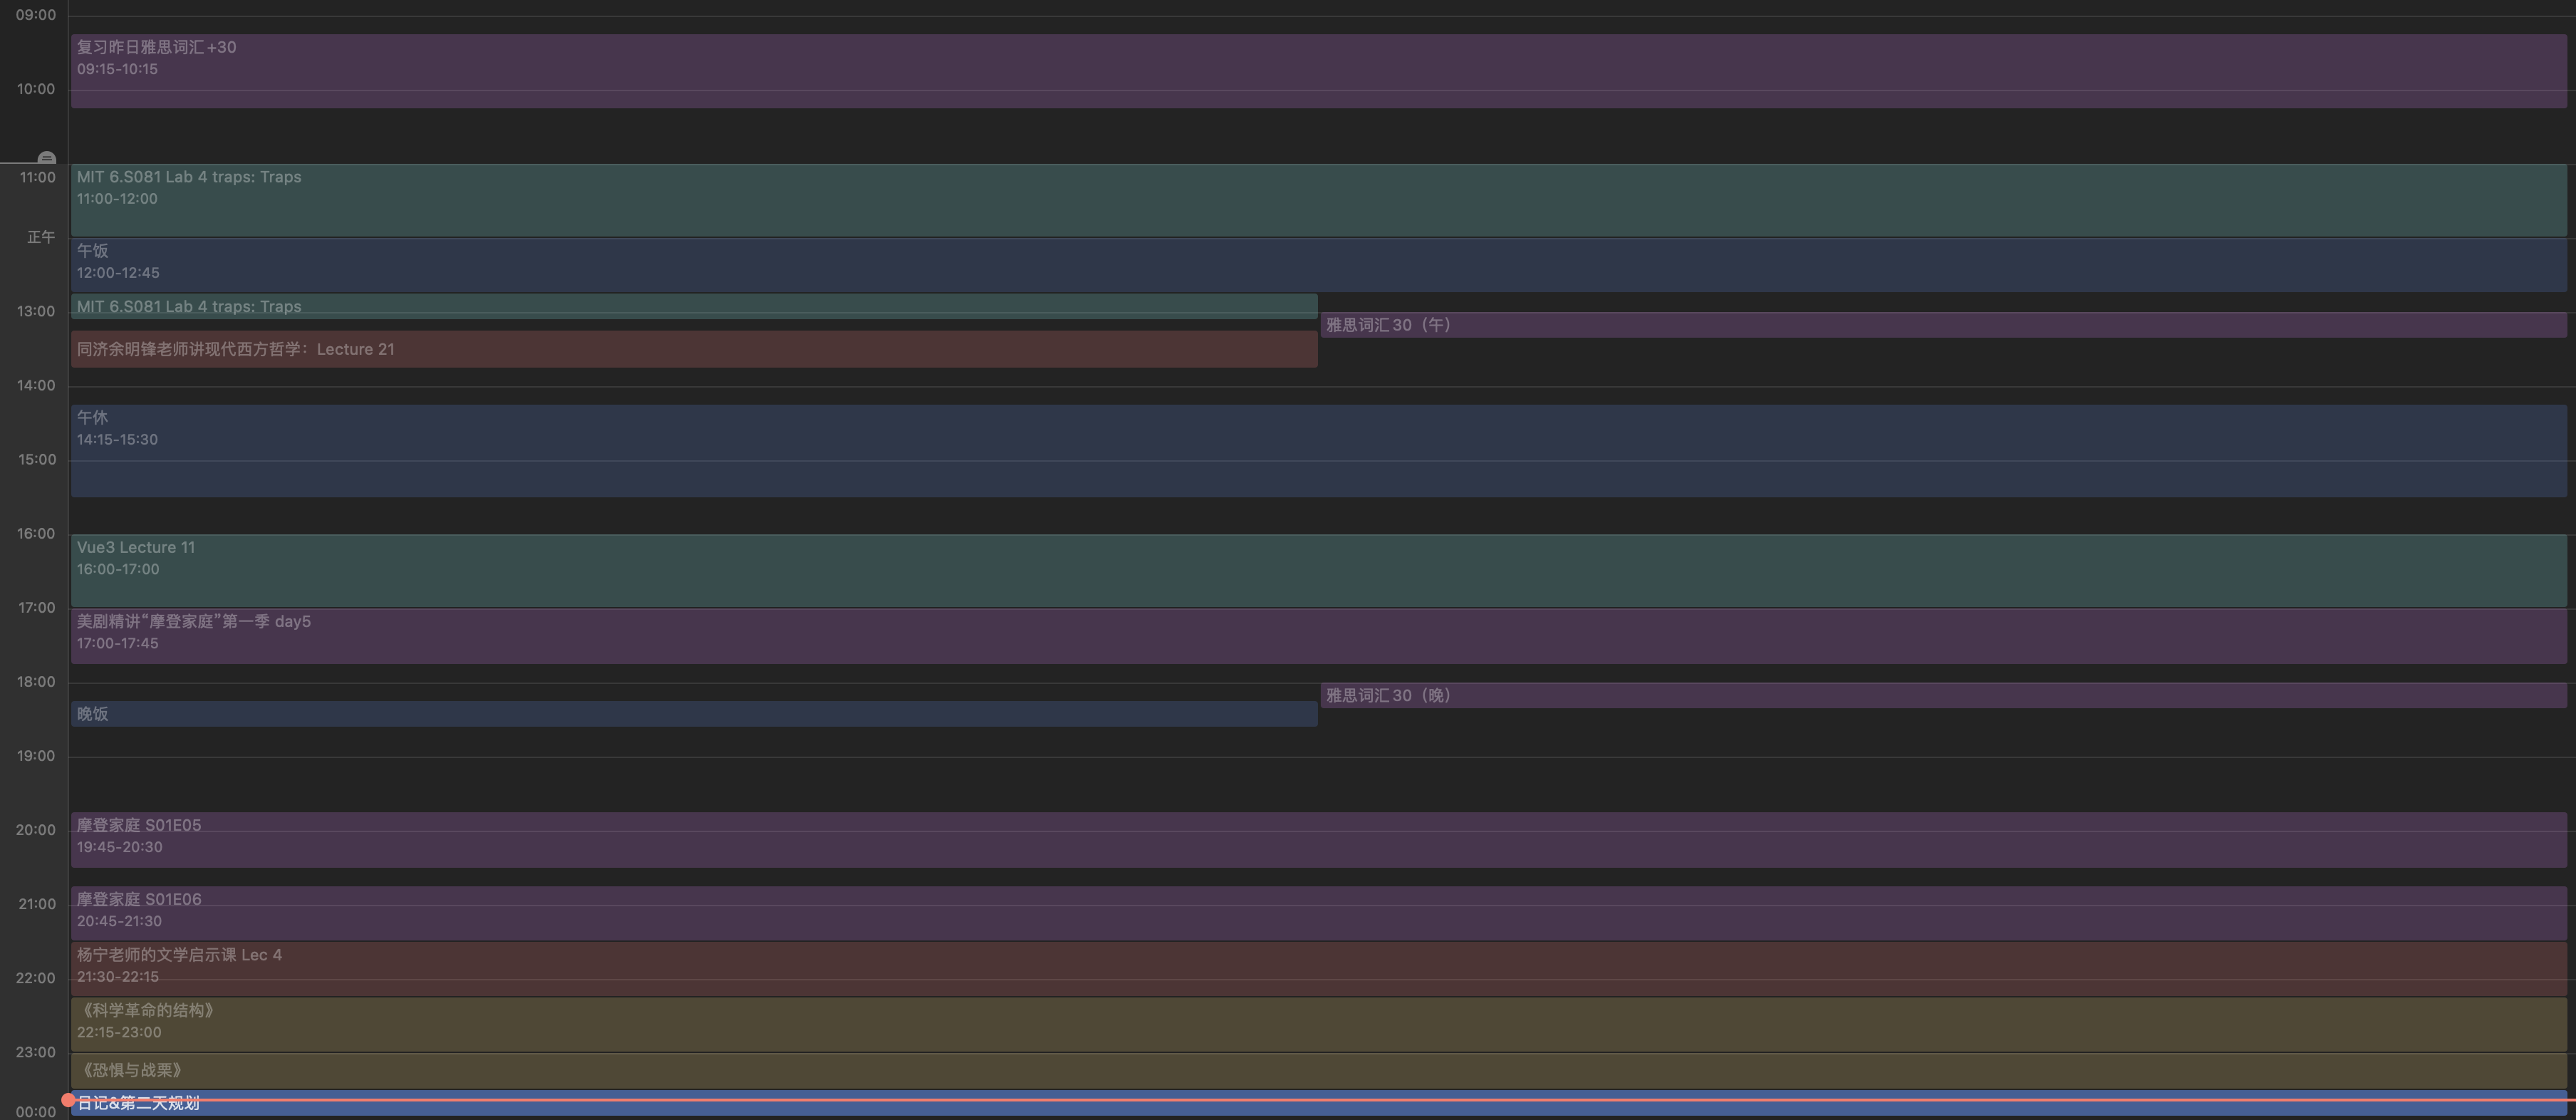 09:00
复习昨日雅思词汇+30
09:15-10:15
10:00
11:00
MIT 6.S081 Lab 4 traps: Traps
11:00-12:00
正午
午饭
12:00-12:45
MIT 6.S081 Lab 4 traps: Traps
13:00
雅思词汇30（午）
同济余明锋老师讲现代西方哲学：Lecture 21
14:00
午休
14:15-15:30
15:00
16:00
Vue3 Lecture 11
16:00-17:00
17:00
美剧精讲“摩登家庭”第一季 day5
17:00-17:45
18:00
雅思词汇30（晚）
晚饭
19:00
摩登家庭 S01E05
20:00
19:45-20:30
摩登家庭 S01E06
21:00
20:45-21:30
杨宁老师的文学启示课 Lec 4
21:30-22:15
22:00
《科学革命的结构》
22:15-23:00
23:00
《恐惧与战栗》
日记&第二天规划
00:00